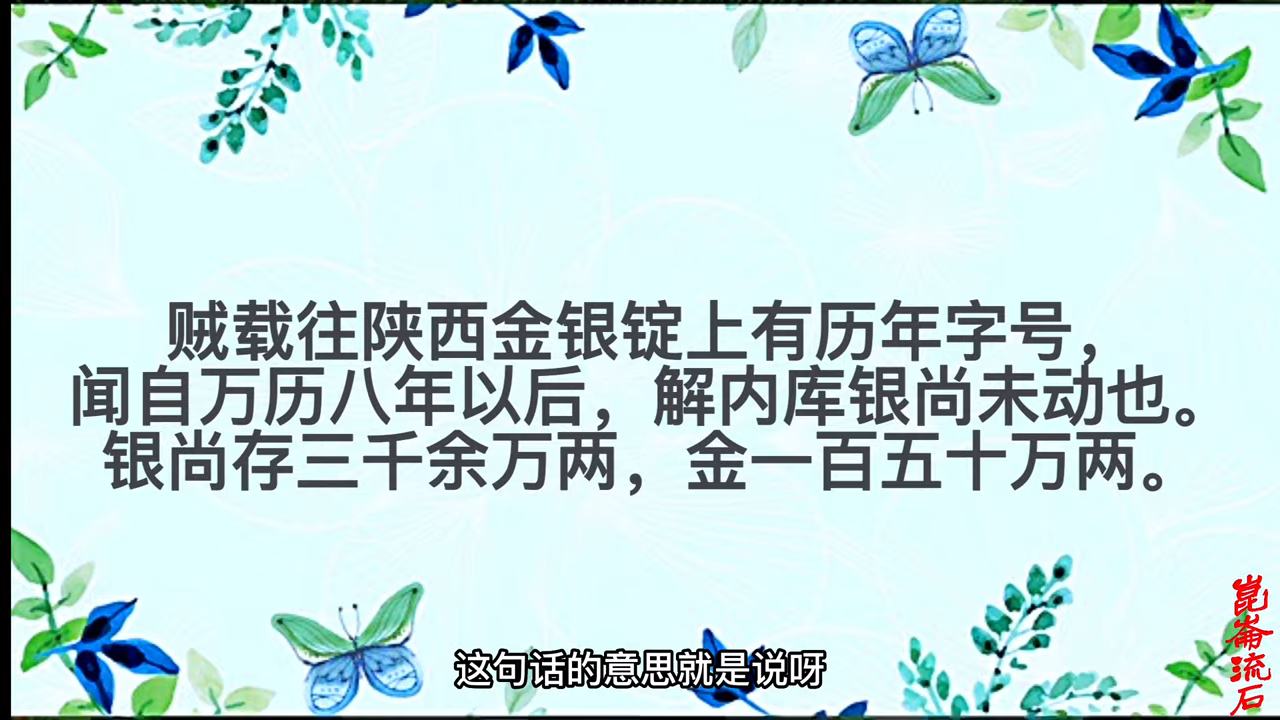 贼载往陕西金银锭上有历年字号，
闻自万历八年以后，解内库银尚未动也。
银尚存三千余万两，金一百五十万两。
这句话的意思就是说呀
崑崙流石